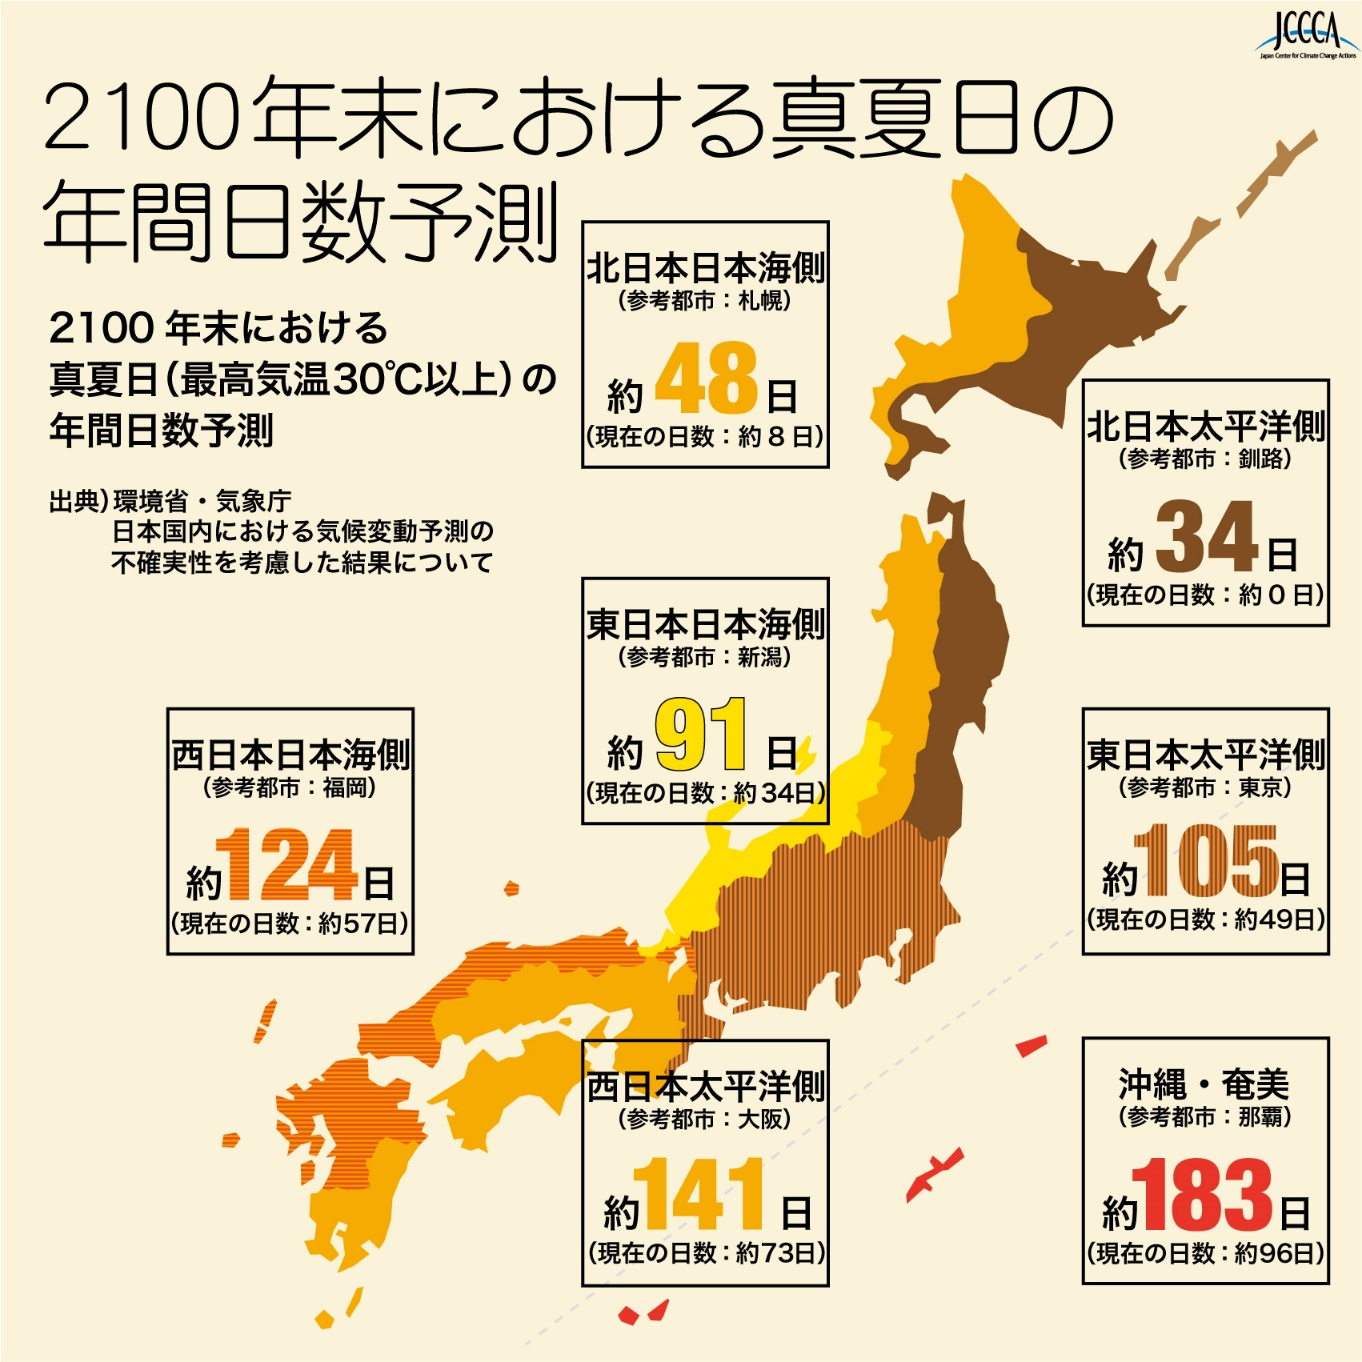 JCCCA
Japan Center for Climate Change Actions
2100年末における真夏日の
年間日数予測
2100 年末における
真夏日（最高気温30℃以上）の
年間日数予測
出典）環境省・気象庁
日本国内における気候変動予測の
不確実性を考慮した結果について
北日本日本海側
（参考都市：札幌）
約 48 日
（現在の日数：約 8 日）
北日本太平洋側
（参考都市：釧路）
約 34 日
（現在の日数：約 0 日）
東日本日本海側
（参考都市：新潟）
約 91 日
（現在の日数：約34日）
西日本日本海側
（参考都市：福岡）
約124日
（現在の日数：約57日）
東日本太平洋側
（参考都市：東京）
約105日
（現在の日数：約49日）
西日本太平洋側
（参考都市：大阪）
約141日
（現在の日数：約73日）
沖縄・奄美
（参考都市：那覇）
約183日
（現在の日数：約96日）